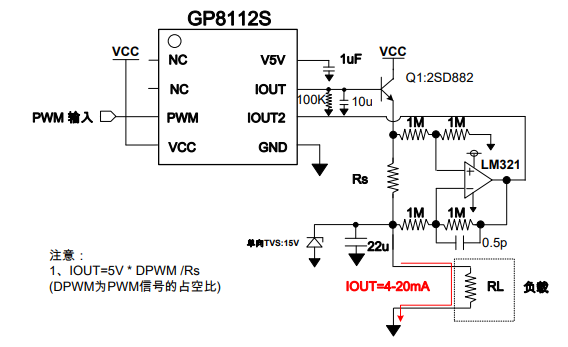 GP8112S
VCC
NC
V5V
1uF
VCC
Q1:2SD882
NC
IOUT
100K
10u
PWM 输入
PWM
IOUT2
1M
1M
VCC
GND
LM321
Rs
1M
1M
单向TVS:15V
22u
0.5p
注意：
1、IOUT=5V * DPWM /Rs
(DPWM为PWM信号的占空比)
IOUT=4-20mA
RL
负载